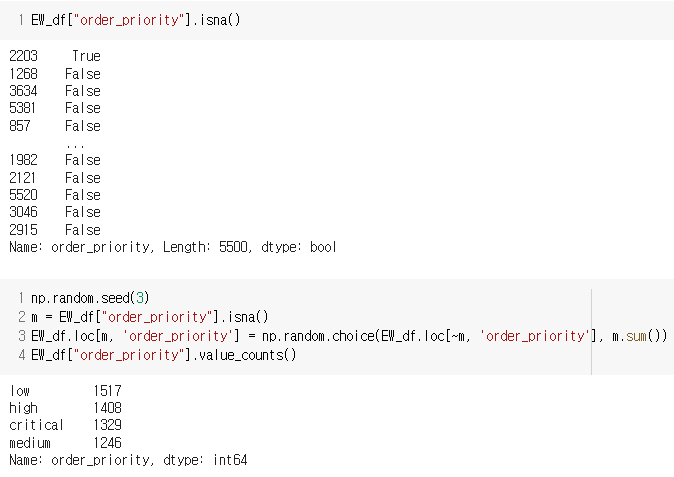 1 EW_df["order_priority"].isna()
2203 True
1268 False
3634 False
5381 False
857 False
...
1982 False
2121 False
5520 False
3046 False
2915 False
Name: order_priority, Length: 5500, dtype: bool
1 np.random.seed(3)
2 m = EW_df["order_priority"].isna()
3 EW_df.loc[m, 'order_priority'] = np.random.choice(EW_df.loc[~m, 'order_priority'], m.sum())
4 EW_df["order_priority"].value_counts()
low 1517
high 1408
critical 1329
medium 1246
Name: order_priority, dtype: int64